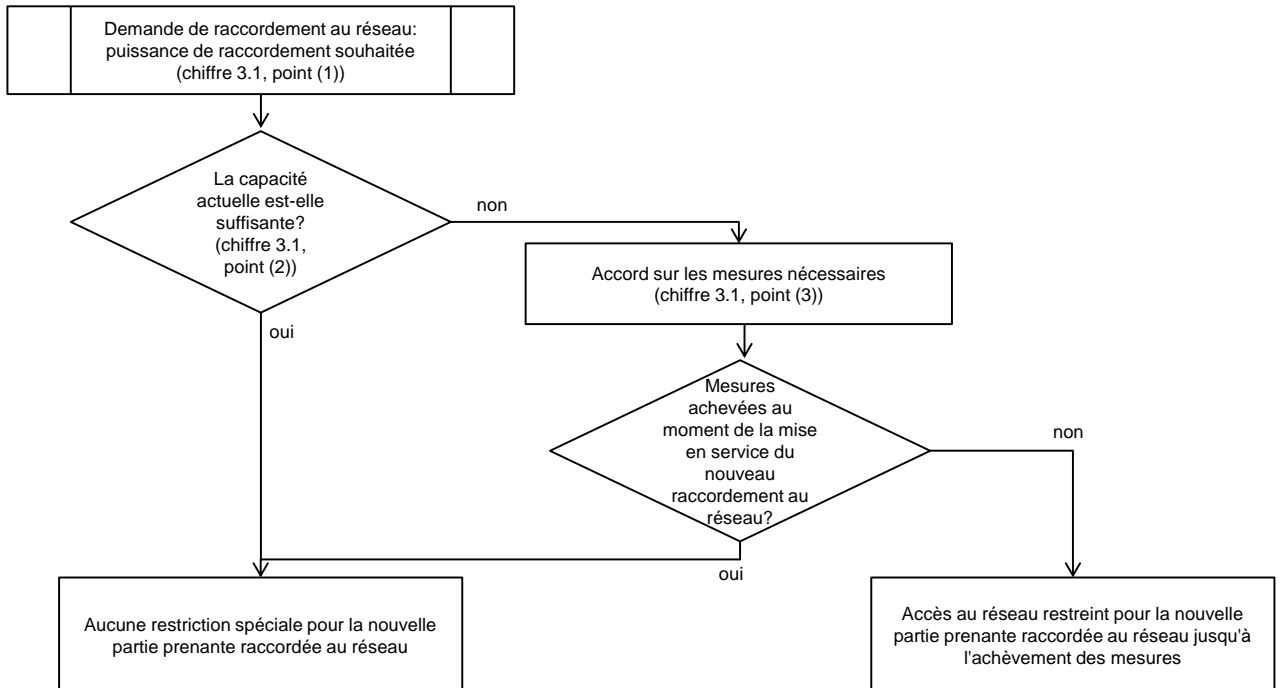 Demande de raccordement au réseau:
puissance de raccordement souhaitée
(chiffre 3.1, point (1))
La capacité
actuelle est-elle
suffisante?
(chiffre 3.1,
point (2))
non
Accord sur les mesures nécessaires
(chiffre 3.1, point (3))
oui
Mesures
achevées au
moment de la mise
en service du
nouveau
raccordement au
réseau?
non
oui
Aucune restriction spéciale pour la nouvelle
partie prenante raccordée au réseau
Accès au réseau restreint pour la nouvelle
partie prenante raccordée au réseau jusqu'à
l'achèvement des mesures